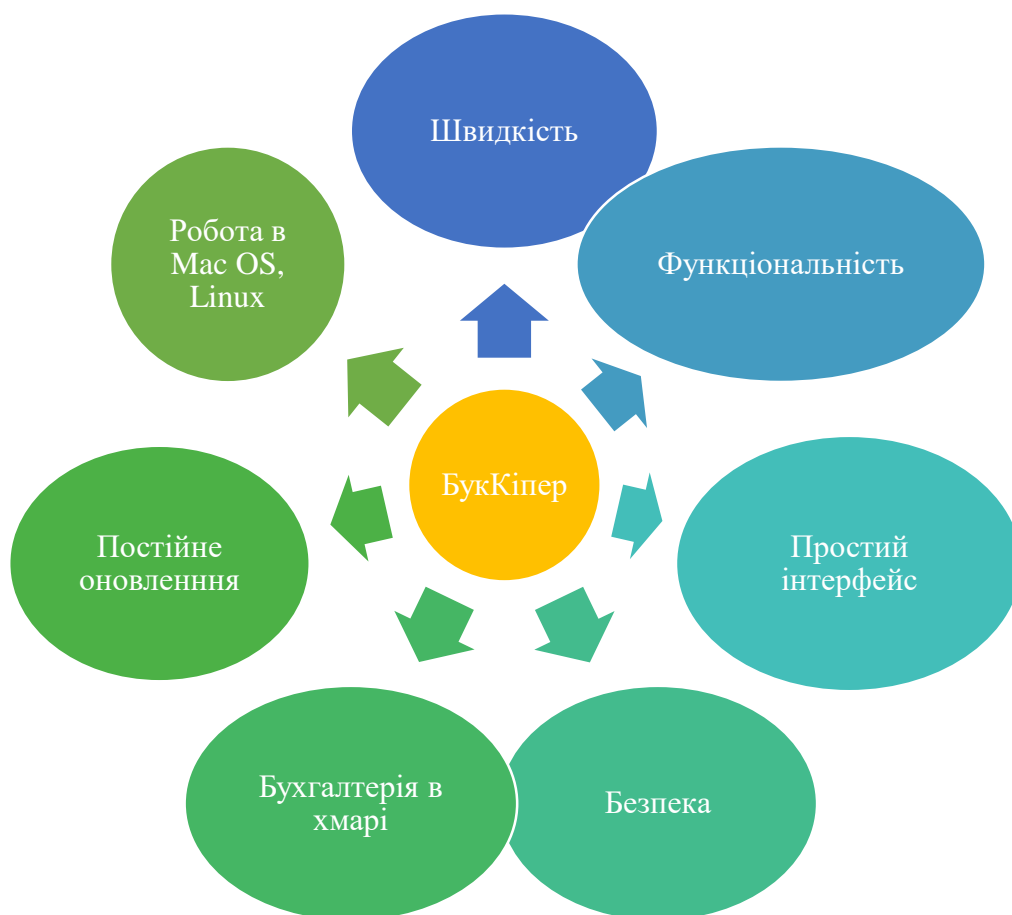 Швидкість
Функціональність
Простий
інтерфейс
Безпека
Бухгалтерія в
хмарі
Постійне
оновленння
Робота в
Mac OS,
Linux
БукКіпер